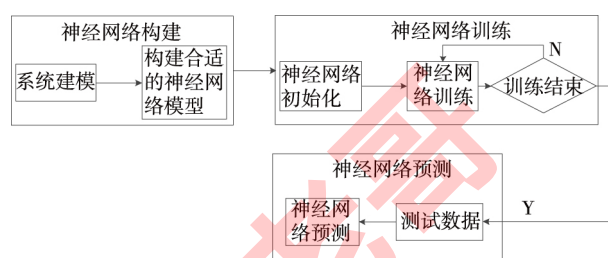 神经网络构建
系统建模
构建合适
的神经网
络模型
神经网络训练
神经网络
初始化
神经网
络训练
N
训练结束
Y
神经网络预测
测试数据
神经网
络预测